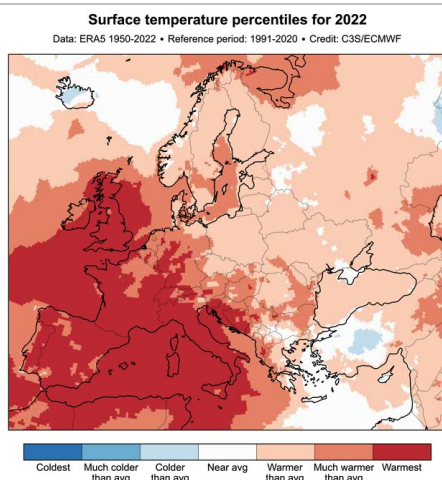 Surface temperature percentiles for 2022
Data: ERA5 1950-2022 • Reference period: 1991-2020 • Credit: C3S/ECMWF
Coldest Much colder than avg Colder than avg Near avg Warmer than avg Much warmer than avg Warmest